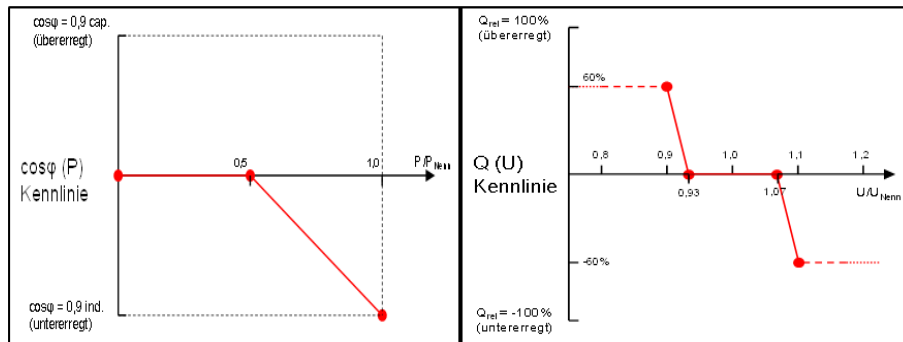 cosφ = 0,9 cap.
(übererregt)
0,5
1,0
P/P_Nenn
cosφ (P)
Kennlinie
cosφ = 0,9 ind.
(untererregt)
Q_rel = 100%
(übererregt)
60%
0,8
0,9
1,0
1,1
1,2
Q (U)
Kennlinie
0,93
1,07
U/U_Nenn
-60%
Q_rel = -100%
(untererregt)